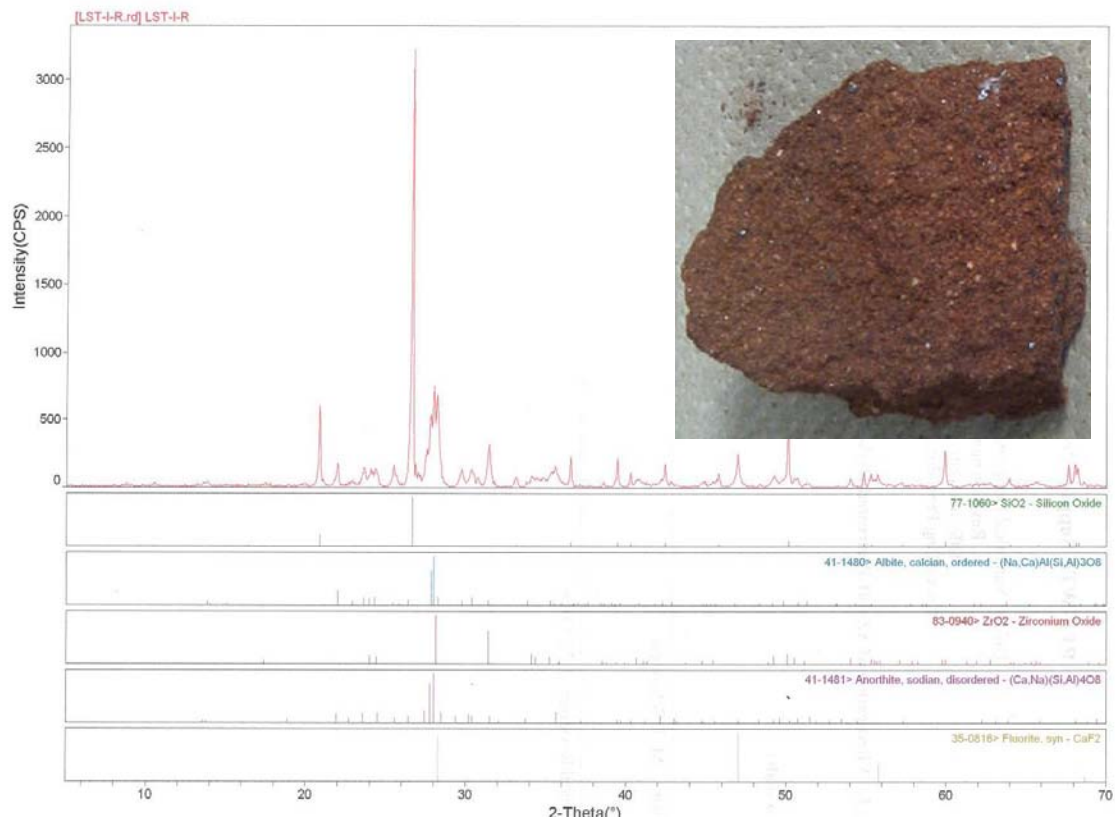 [LST-I-R.rd] LST-I-R
Intensity(CPS)
3000
2500
2000
1500
1000
500
0
77-1060> SiO2 - Silicon Oxide
41-1480> Albite, calcian, ordered - (Na,Ca)Al(Si,Al)3O8
83-0940> ZrO2 - Zirconium Oxide
41-1481> Anorthite, sodian, disordered - (Ca,Na)(Si,Al)4O8
35-0816> Fluorite, syn - CaF2
10 20 30 40 50 60 70
2-Theta(°)